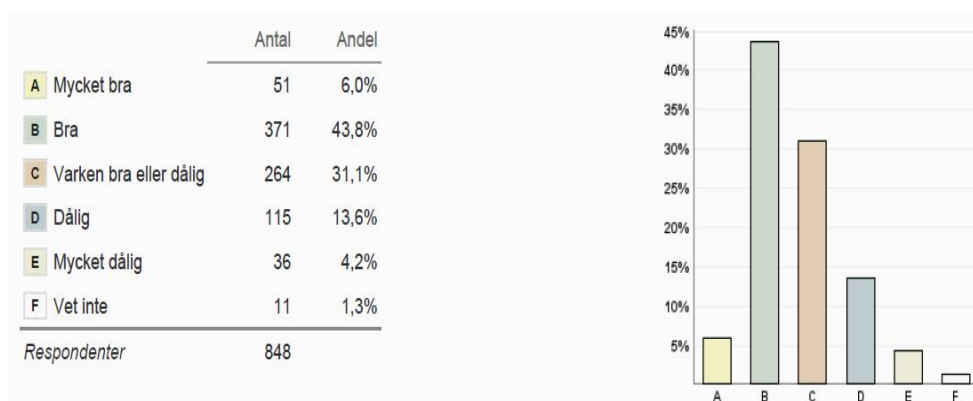 Antal Andel
A Mycket bra 51 6,0%
B Bra 371 43,8%
C Varken bra eller dålig 264 31,1%
D Dålig 115 13,6%
E Mycket dålig 36 4,2%
F Vet inte 11 1,3%
Respondenter 848
45%
40%
35%
30%
25%
20%
15%
10%
5%
A B C D E F